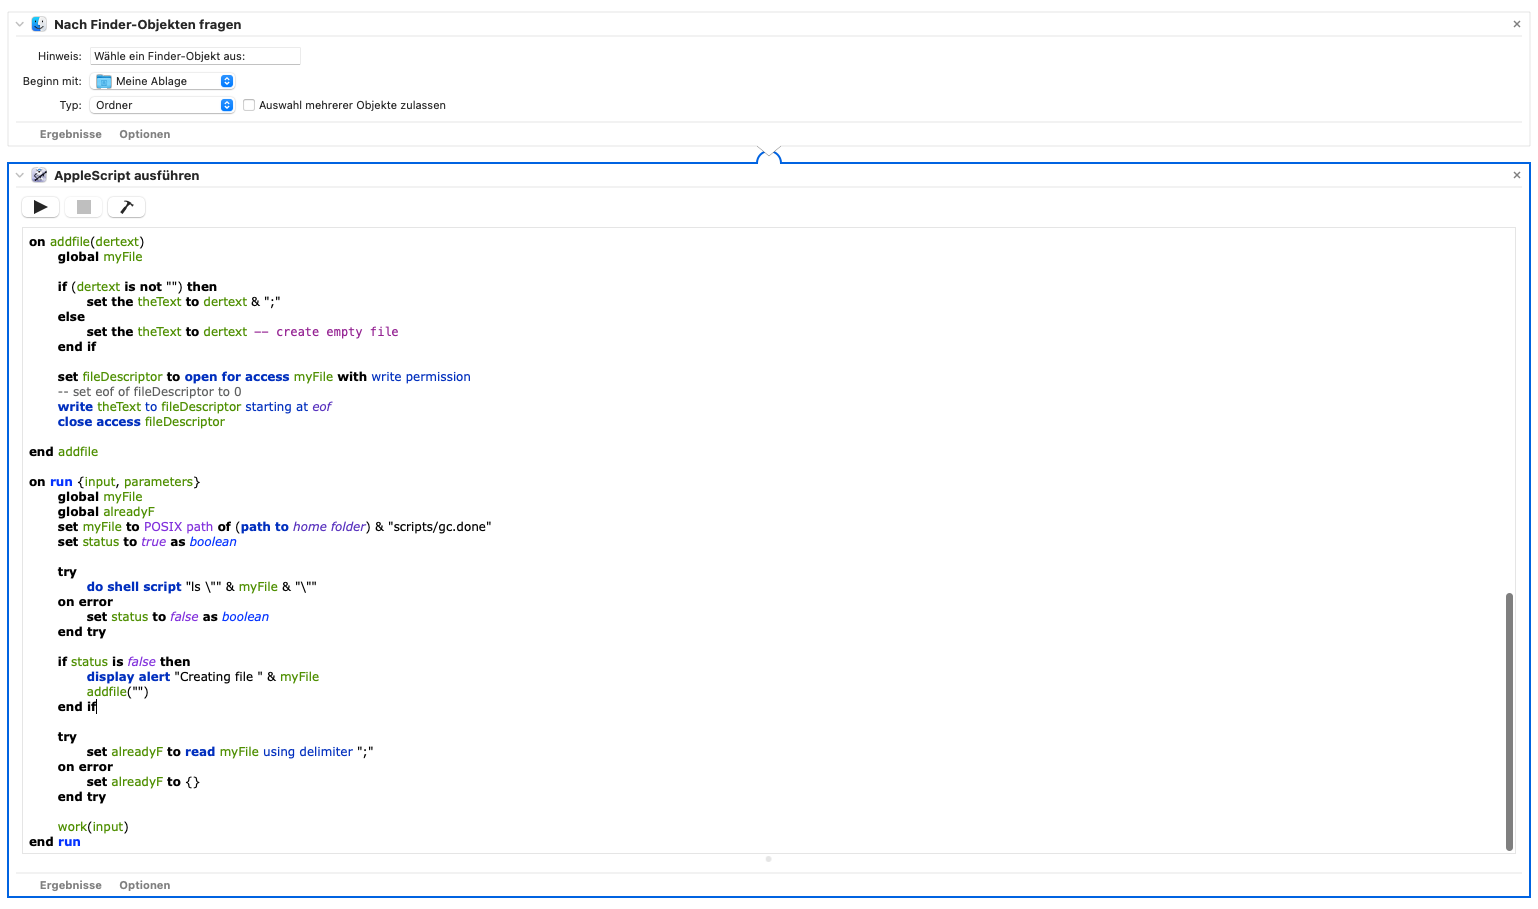 Nach Finder-Objekten fragen
Hinweis: Wähle ein Finder-Objekt aus:
Beginn mit: Meine Ablage
Typ: Ordner Auswahl mehrerer Objekte zulassen
Ergebnisse Optionen
AppleScript ausführen
on addfile(dertext)
global myFile
if (dertext is not "") then
set the theText to dertext & ";"
else
set the theText to dertext -- create empty file
end if
set fileDescriptor to open for access myFile with write permission
-- set eof of fileDescriptor to 0
write theText to fileDescriptor starting at eof
close access fileDescriptor
end addfile
on run {input, parameters}
global myFile
global alreadyF
set myFile to POSIX path of (path to home folder) & "scripts/gc.done"
set status to true as boolean
try
do shell script "ls \"" & myFile & "\""
on error
set status to false as boolean
end try
if status is false then
display alert "Creating file " & myFile
addfile("")
end if
try
set alreadyF to read myFile using delimiter ";"
on error
set alreadyF to {}
end try
work(input)
end run
Ergebnisse Optionen